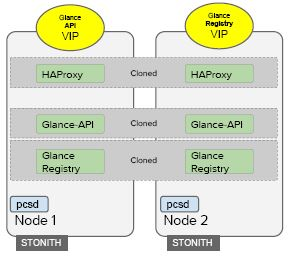 Glance
API
VIP
Glance
Registry
VIP
HAProxy
Cloned
HAProxy
Glance-API
Cloned
Glance-API
Glance
Registry
Cloned
Glance
Registry
pcsd
Node 1
pcsd
Node 2
STONITH
STONITH